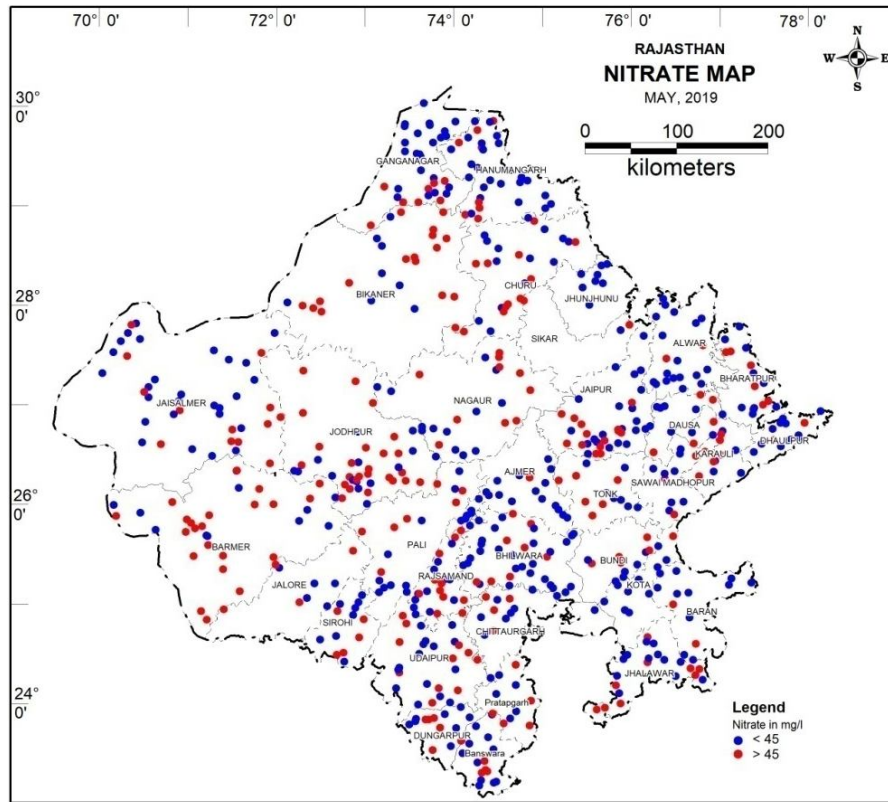 70° 0'
72° 0'
74° 0'
76° 0'
78° 0'
RAJASTHAN
NITRATE MAP
MAY, 2019
N
W E
S
0 100 200
kilometers
30°
0'
28°
0'
26°
0'
24°
0'
GANGANAGAR
HANUMANGARH
BIKANER
CHURU
JHUNJHUNU
SIKAR
ALWAR
BHARATPUR
JAISALMER
NAGAUR
JAIPUR
JODHPUR
DAUSA
DHAULPUR
KARAULI
AJMER
SAWAI MADHOPUR
TONK
BARMER
PALI
BHILWARA
BUNDI
RAJSAMAND
JALORE
KOTA
SIROHI
BARAN
CHITTAURGARH
UDAIPUR
JHALAWAR
Pratapgarh
DUNGARPUR
Banswara
Legend
Nitrate in mg/l
< 45
> 45